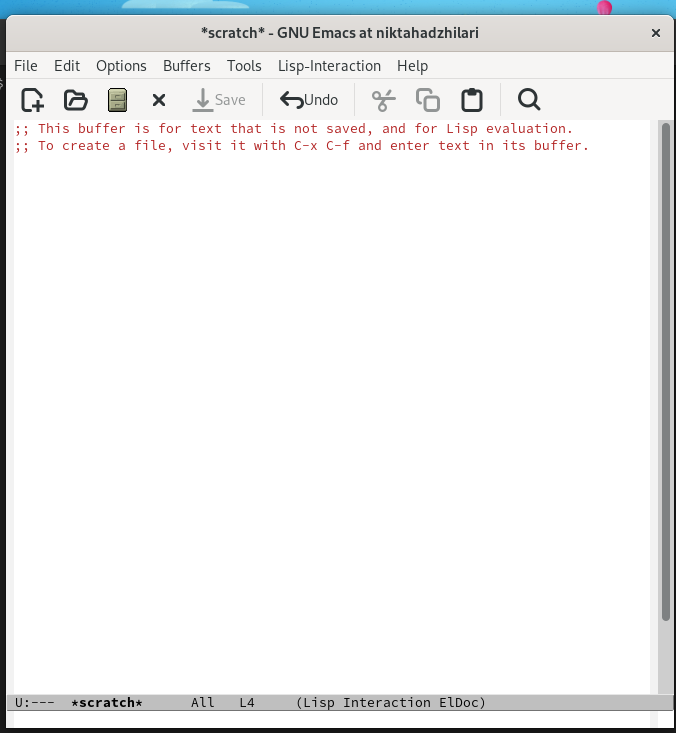 *scratch* - GNU Emacs at niktahadzhilari
File Edit Options Buffers Tools Lisp-Interaction Help
Save Undo
;; This buffer is for text that is not saved, and for Lisp evaluation.
;; To create a file, visit it with C-x C-f and enter text in its buffer.
U:--- *scratch* All L4 (Lisp Interaction ElDoc)